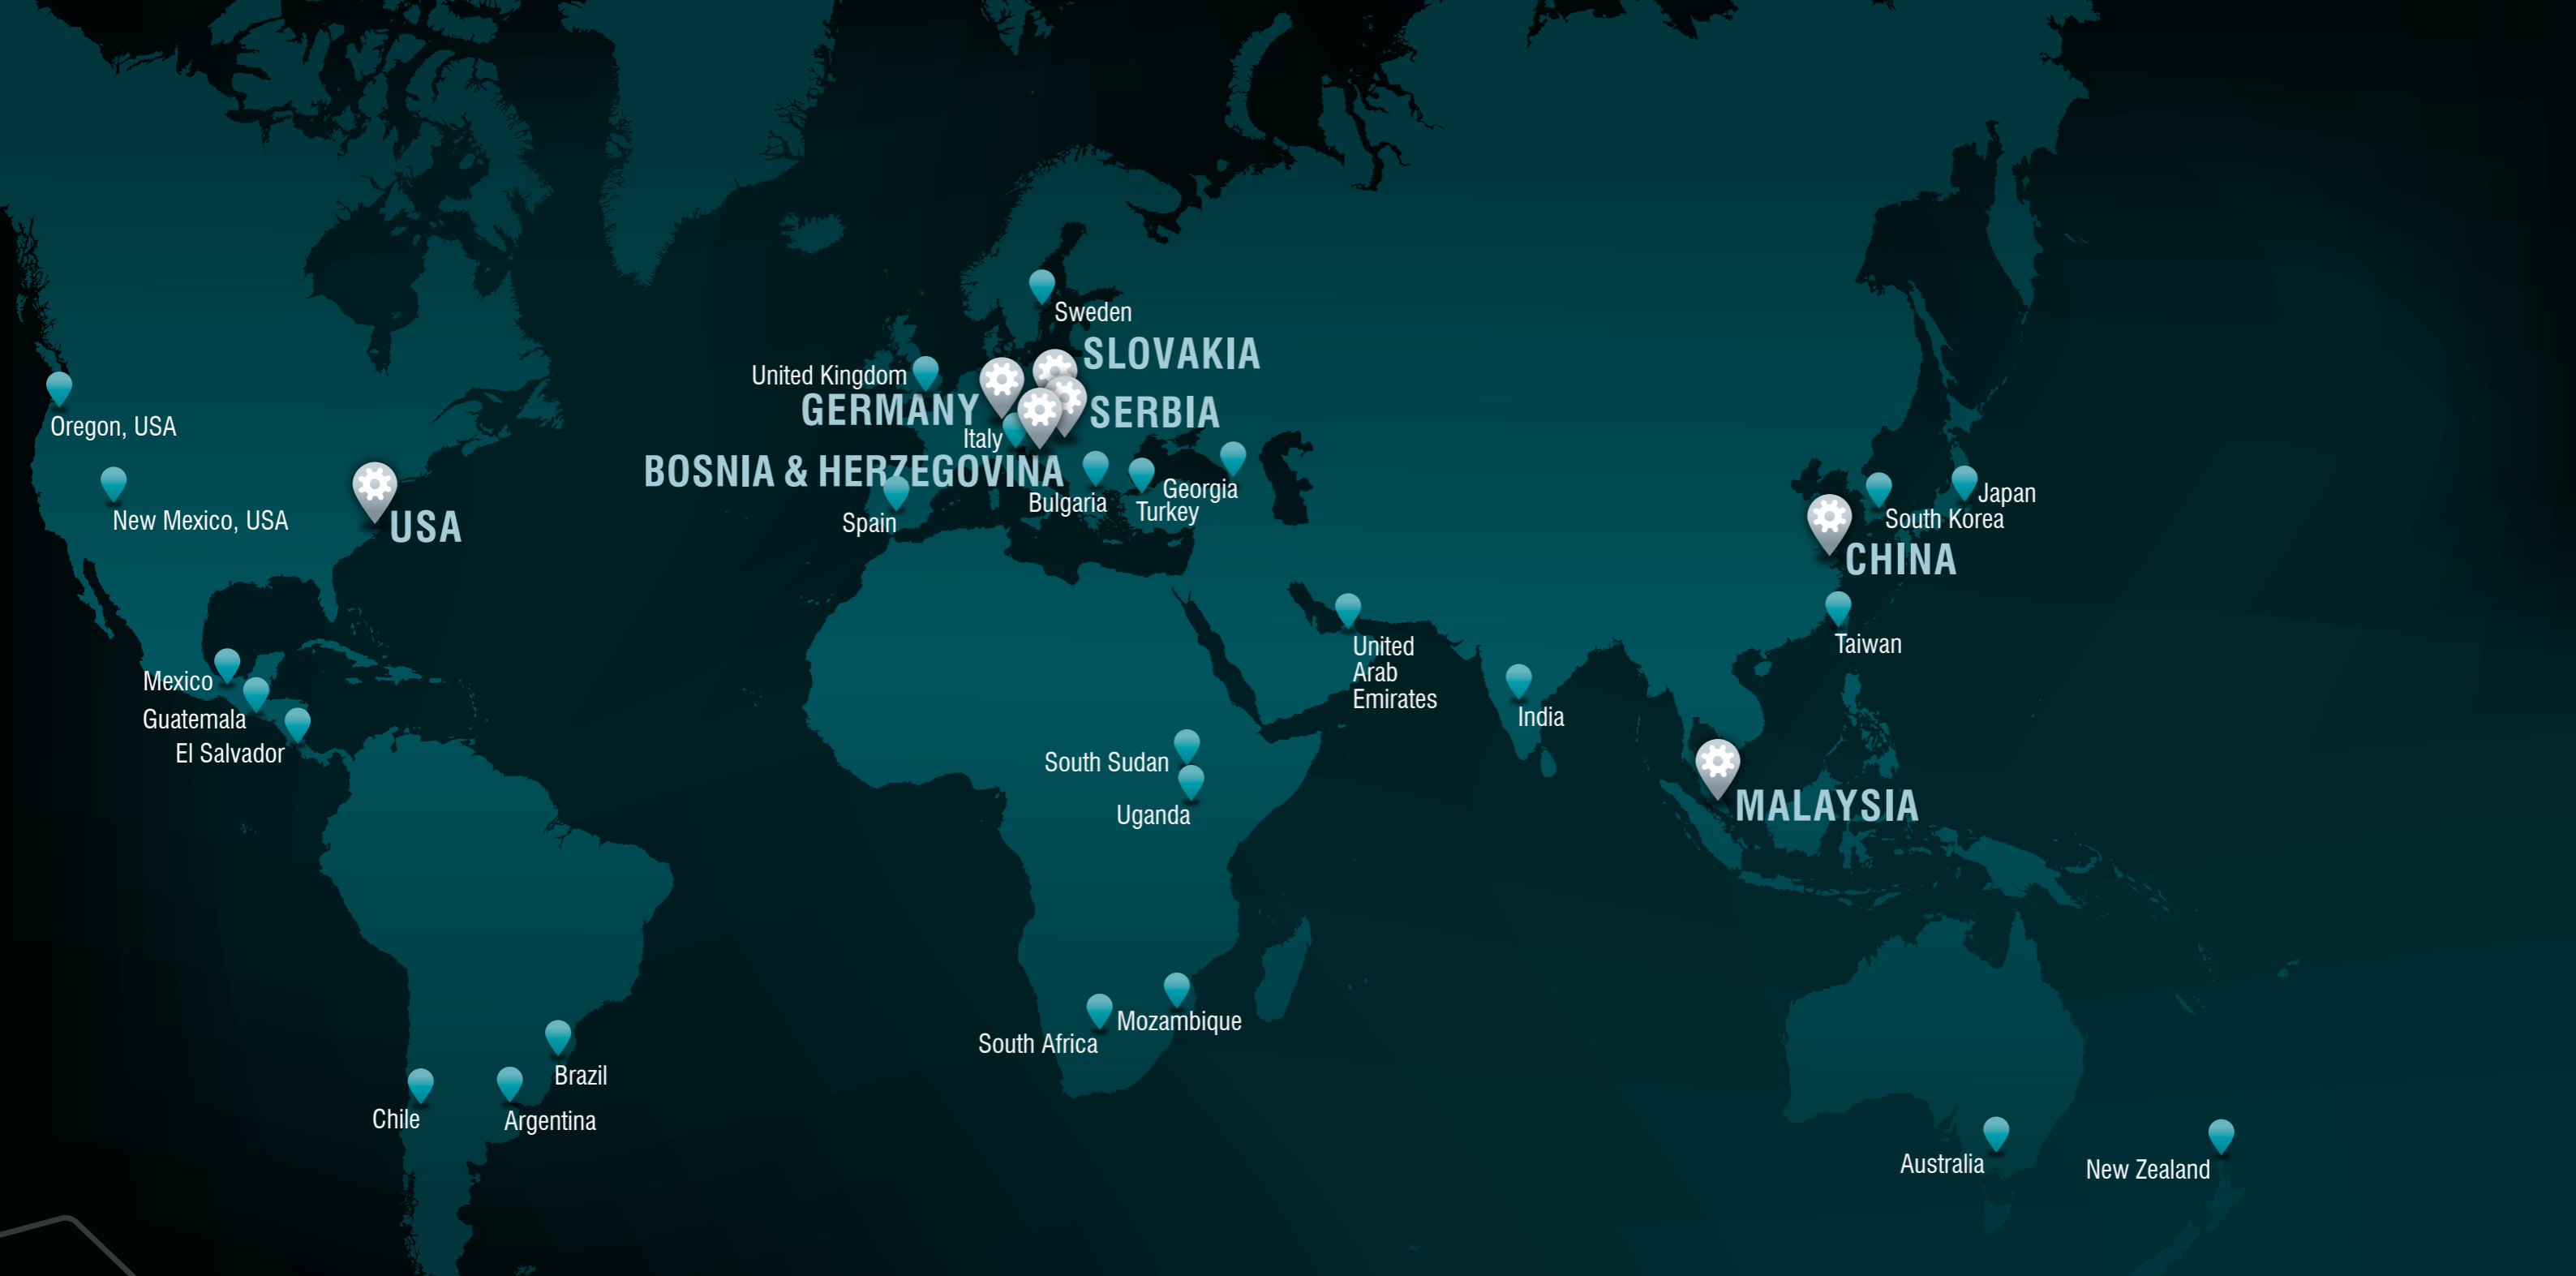 Sweden
SLOVAKIA
United Kingdom
GERMANY
SERBIA
Italy
BOSNIA & HERZEGOVINA
Bulgaria
Georgia
Turkey
Spain
Oregon, USA
New Mexico, USA
USA
Japan
South Korea
CHINA
Taiwan
United
Arab
Emirates
India
Mexico
Guatemala
El Salvador
South Sudan
Uganda
MALAYSIA
Mozambique
South Africa
Brazil
Chile
Argentina
Australia
New Zealand